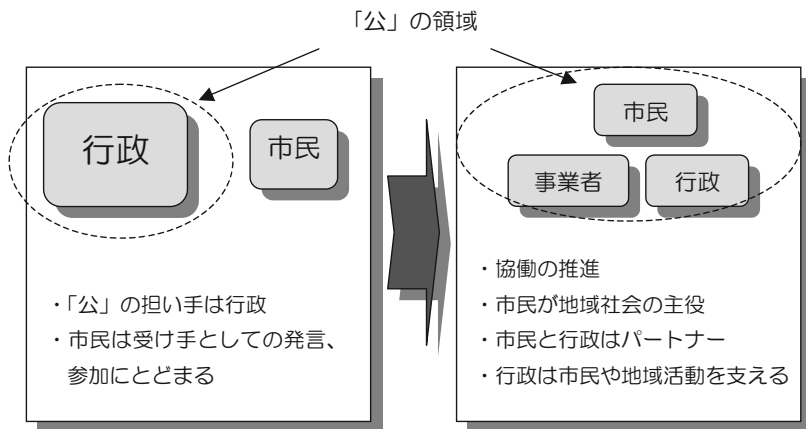 「公」の領域
行政
市民
・「公」の担い手は行政
・市民は受け手としての発言、
参加にとどまる
市民
事業者
行政
・協働の推進
・市民が地域社会の主役
・市民と行政はパートナー
・行政は市民や地域活動を支える